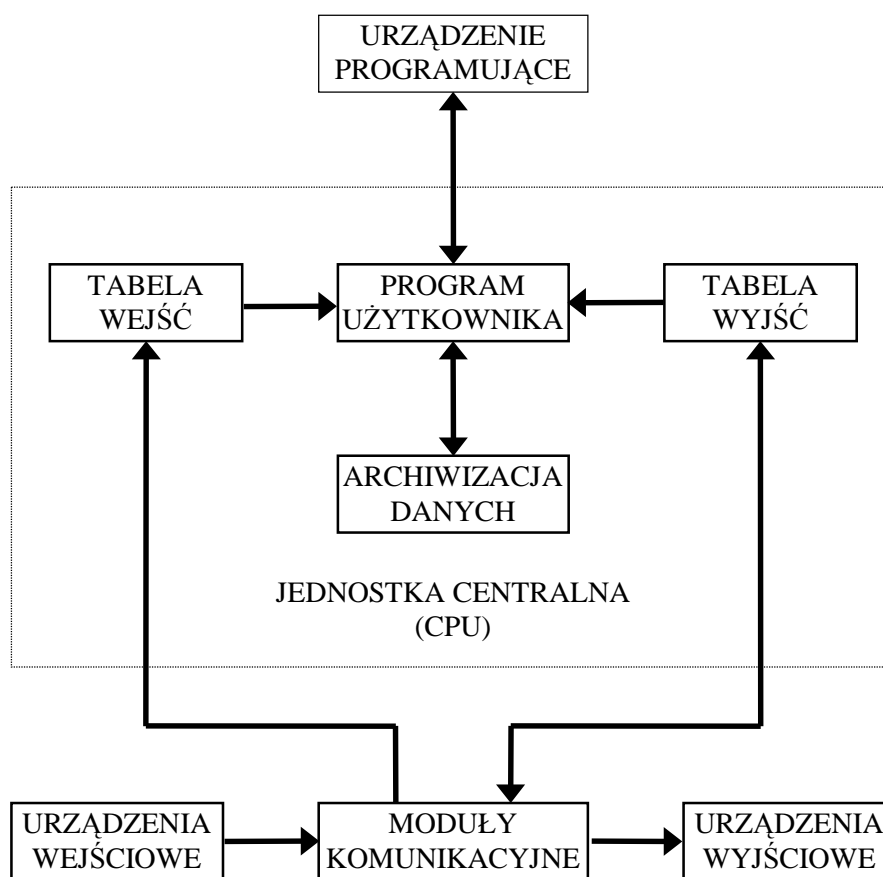 URZĄDZENIE
PROGRAMUJĄCE
TABELA
WEJŚĆ
PROGRAM
UŻYTKOWNIKA
TABELA
WYJŚĆ
ARCHIWIZACJA
DANYCH
JEDNOSTKA CENTRALNA
(CPU)
URZĄDZENIA
WEJŚCIOWE
MODUŁY
KOMUNIKACYJNE
URZĄDZENIA
WYJŚCIOWE